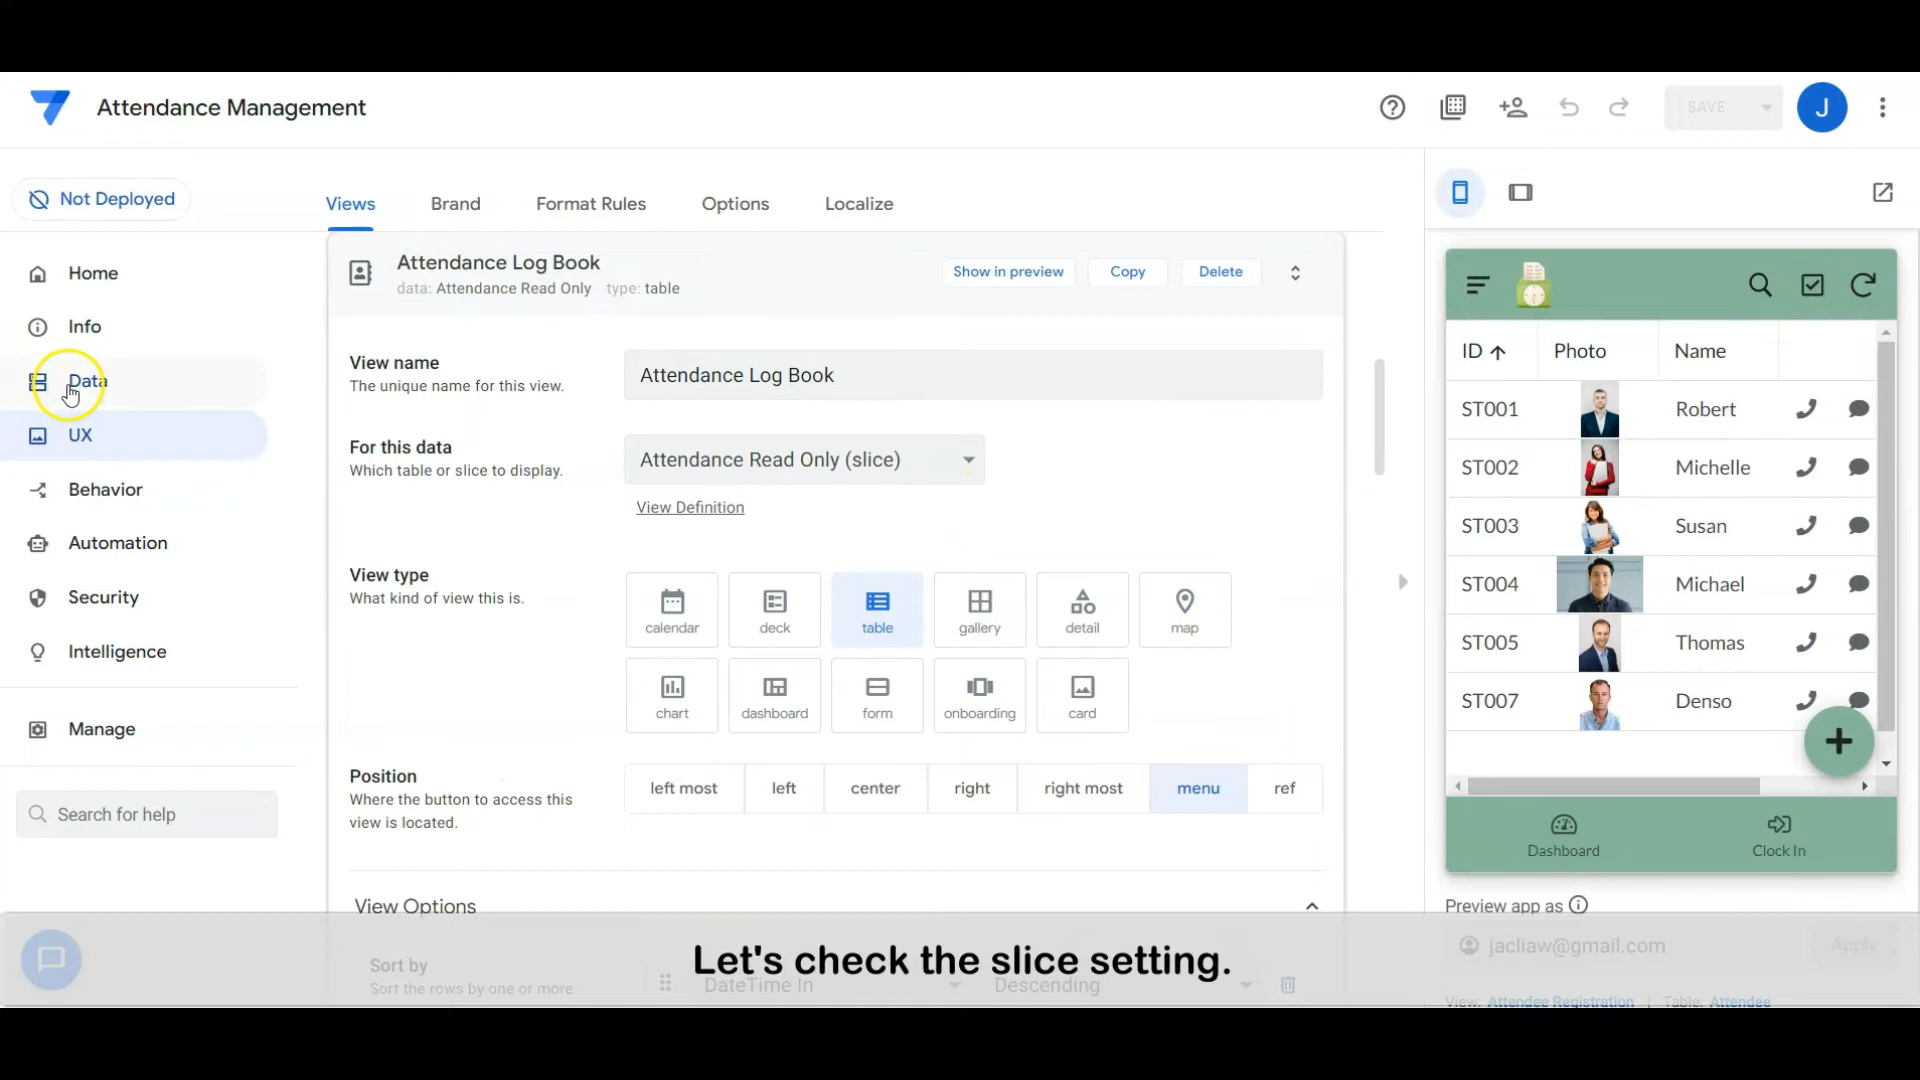 Attendance Management
SAVE
J
Not Deployed
Views
Brand
Format Rules
Options
Localize
Home
Info
Data
UX
Behavior
Automation
Security
Intelligence
Manage
Search for help
Attendance Log Book
data: Attendance Read Only type: table
Show in preview
Copy
Delete
View name
The unique name for this view.
Attendance Log Book
For this data
Which table or slice to display.
Attendance Read Only (slice)
View Definition
View type
What kind of view this is.
calendar
deck
table
gallery
detail
map
chart
dashboard
form
onboarding
card
Position
Where the button to access this
view is located.
left most
left
center
right
right most
menu
ref
View Options
Sort by
Sort the rows by one or more
DateTime In
Descending
Let's check the slice setting.
ID
Photo
Name
ST001
Robert
ST002
Michelle
ST003
Susan
ST004
Michael
ST005
Thomas
ST007
Denso
Dashboard
Clock In
Preview app as
jacliaw@gmail.com
Apply
View: Attendee Registration | Table: Attendee